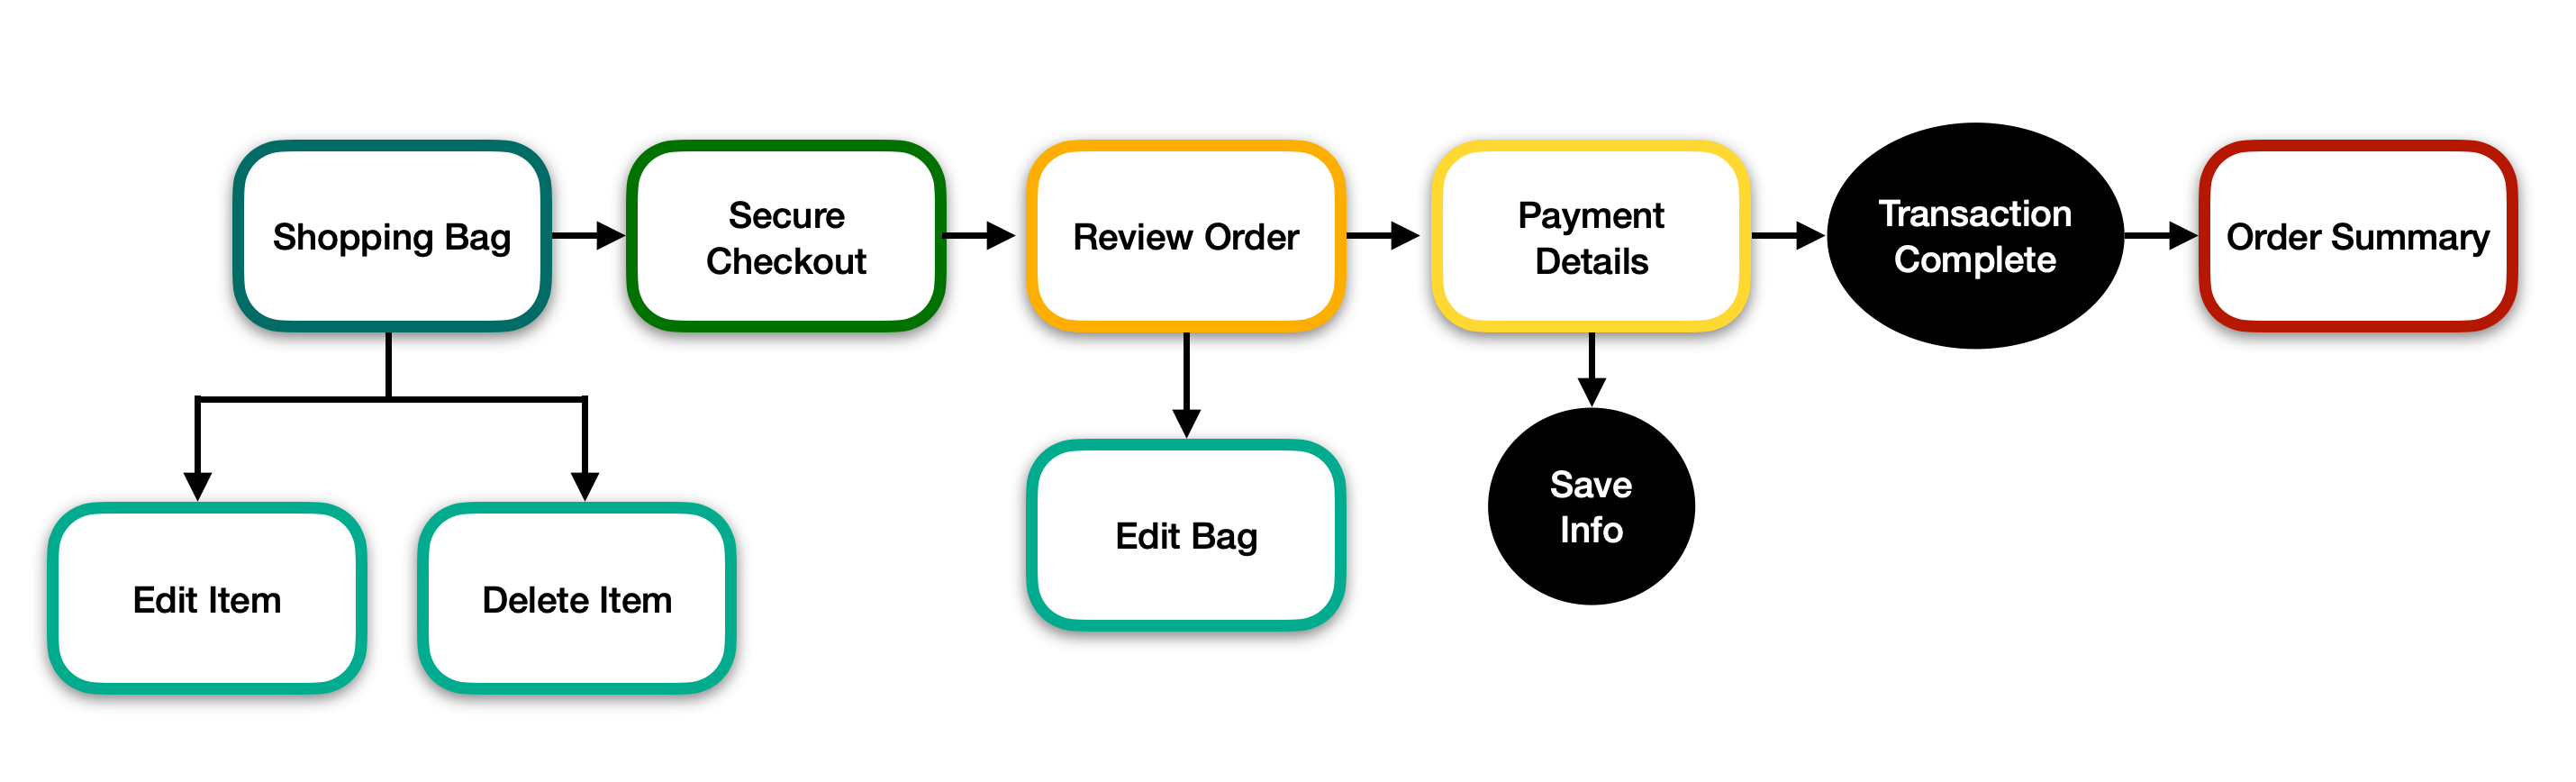 Shopping Bag
Secure
Checkout
Review Order
Payment
Details
Transaction
Complete
Order Summary
Edit Item
Delete Item
Edit Bag
Save
Info